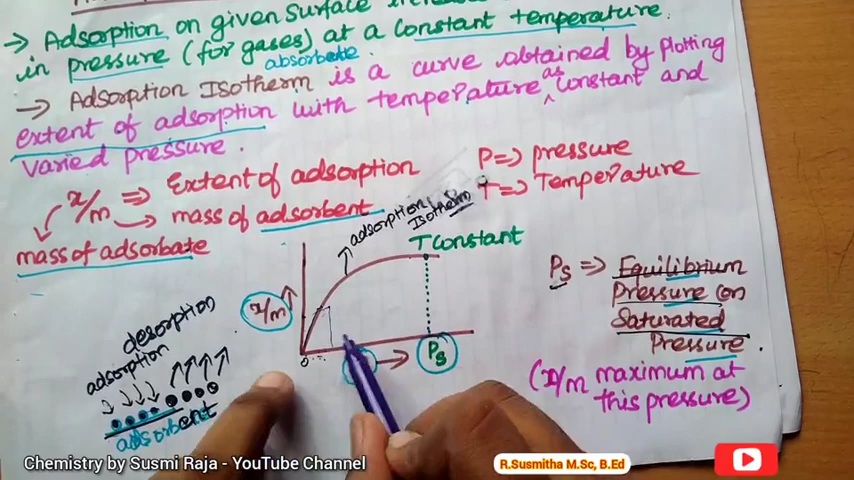 → Adsorption on given surface
in pressure (for gases) at a constant temperature.
absorbate
→ Adsorption Isotherm is a curve obtained by plotting
extent of adsorption with temperature as constant and
varied pressure.
x/m => Extent of adsorption
mass of adsorbent
mass of adsorbate
P => pressure
T => Temperature
adsorption Isotherm
T constant
x/m
Ps
o
Ps => Equilibrium
Pressure (or)
Saturated
Pressure.
(x/m maximum at
this pressure)
desorption
adsorption
adsorbent
Chemistry by Susmi Raja - YouTube Channel
R.Susmitha M.Sc, B.Ed